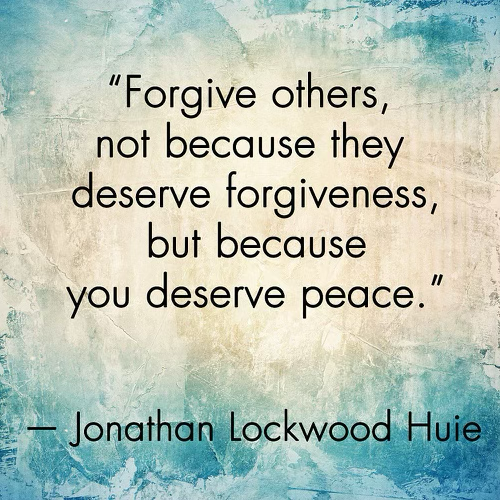 “Forgive others,
not because they
deserve forgiveness,
but because
you deserve peace.”
— Jonathan Lockwood Huie